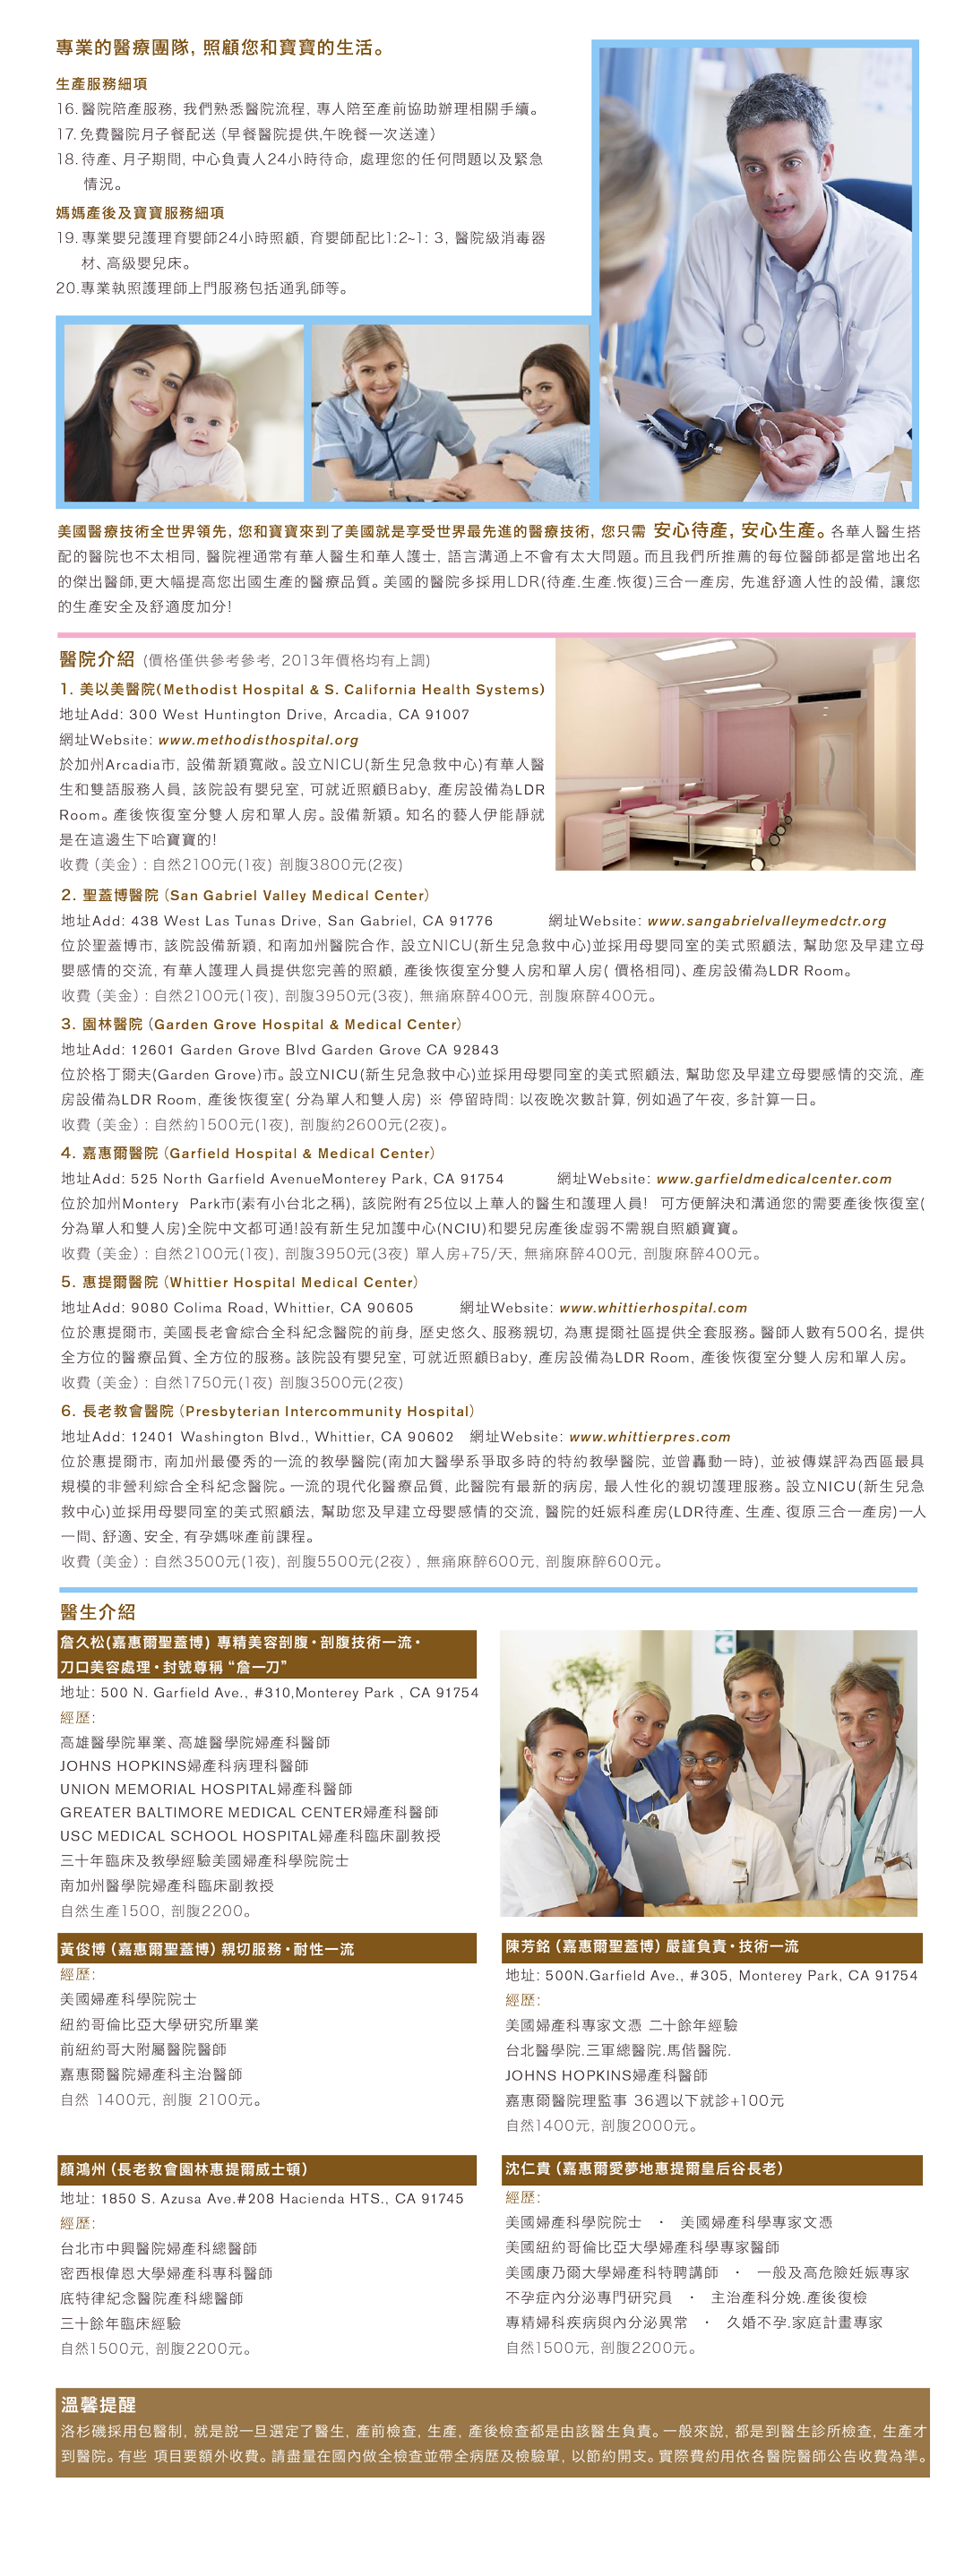 專業的醫療團隊, 照顧您和寶寶的生活。
生產服務細項
16. 醫院陪產服務, 我們熟悉醫院流程, 專人陪至產前協助辦理相關手續。
17. 免費醫院月子餐配送 (早餐醫院提供,午晚餐一次送達)
18. 待產、月子期間, 中心負責人24小時待命, 處理您的任何問題以及緊急
情況。
媽媽產後及寶寶服務細項
19. 專業嬰兒護理育嬰師24小時照顧, 育嬰師配比1:2~1: 3, 醫院級消毒器
材、高級嬰兒床。
20.專業執照護理師上門服務包括通乳師等。
美國醫療技術全世界領先, 您和寶寶來到了美國就是享受世界最先進的醫療技術, 您只需 安心待產, 安心生產。各華人醫生搭
配的醫院也不太相同, 醫院裡通常有華人醫生和華人護士, 語言溝通上不會有太大問題。而且我們所推薦的每位醫師都是當地出名
的傑出醫師,更大幅提高您出國生產的醫療品質。美國的醫院多採用LDR(待產.生產.恢復)三合一產房, 先進舒適人性的設備, 讓您
的生產安全及舒適度加分!
醫院介紹 (價格僅供參考參考, 2013年價格均有上調)
1. 美以美醫院(Methodist Hospital & S. California Health Systems)
地址Add: 300 West Huntington Drive, Arcadia, CA 91007
網址Website: www.methodisthospital.org
於加州Arcadia市, 設備新穎寬敞。設立NICU(新生兒急救中心)有華人醫
生和雙語服務人員, 該院設有嬰兒室, 可就近照顧Baby, 產房設備為LDR
Room。產後恢復室分雙人房和單人房。設備新穎。知名的藝人伊能靜就
是在這邊生下哈寶寶的!
收費 (美金) : 自然2100元(1夜) 剖腹3800元(2夜)
2. 聖蓋博醫院 (San Gabriel Valley Medical Center)
地址Add: 438 West Las Tunas Drive, San Gabriel, CA 91776 網址Website: www.sangabrielvalleymedctr.org
位於聖蓋博市, 該院設備新穎, 和南加州醫院合作, 設立NICU(新生兒急救中心)並採用母嬰同室的美式照顧法, 幫助您及早建立母
嬰感情的交流, 有華人護理人員提供您完善的照顧, 產後恢復室分雙人房和單人房( 價格相同)、產房設備為LDR Room。
收費 (美金) : 自然2100元(1夜), 剖腹3950元(3夜), 無痛麻醉400元, 剖腹麻醉400元。
3. 園林醫院 (Garden Grove Hospital & Medical Center)
地址Add: 12601 Garden Grove Blvd Garden Grove CA 92843
位於格丁爾夫(Garden Grove)市。設立NICU(新生兒急救中心)並採用母嬰同室的美式照顧法, 幫助您及早建立母嬰感情的交流, 產
房設備為LDR Room, 產後恢復室( 分為單人和雙人房) ※ 停留時間: 以夜晚次數計算, 例如過了午夜, 多計算一日。
收費 (美金) : 自然約1500元(1夜), 剖腹約2600元(2夜)。
4. 嘉惠爾醫院 (Garfield Hospital & Medical Center)
地址Add: 525 North Garfield AvenueMonterey Park, CA 91754 網址Website: www.garfieldmedicalcenter.com
位於加州Montery Park市(素有小台北之稱), 該院附有25位以上華人的醫生和護理人員! 可方便解決和溝通您的需要產後恢復室(
分為單人和雙人房)全院中文都可通!設有新生兒加護中心(NCIU)和嬰兒房產後虛弱不需親自照顧寶寶。
收費 (美金) : 自然2100元(1夜), 剖腹3950元(3夜) 單人房+75/天, 無痛麻醉400元, 剖腹麻醉400元。
5. 惠提爾醫院 (Whittier Hospital Medical Center)
地址Add: 9080 Colima Road, Whittier, CA 90605 網址Website: www.whittierhospital.com
位於惠提爾市, 美國長老會綜合全科紀念醫院的前身, 歷史悠久、服務親切, 為惠提爾社區提供全套服務。醫師人數有500名, 提供
全方位的醫療品質、全方位的服務。該院設有嬰兒室, 可就近照顧Baby, 產房設備為LDR Room, 產後恢復室分雙人房和單人房。
收費 (美金) : 自然1750元(1夜) 剖腹3500元(2夜)
6. 長老教會醫院 (Presbyterian Intercommunity Hospital)
地址Add: 12401 Washington Blvd., Whittier, CA 90602 網址Website: www.whittierpres.com
位於惠提爾市, 南加州最優秀的一流的教學醫院(南加大醫學系爭取多時的特約教學醫院, 並曾轟動一時), 並被傳媒評為西區最具
規模的非營利綜合全科紀念醫院。一流的現代化醫療品質, 此醫院有最新的病房, 最人性化的親切護理服務。設立NICU(新生兒急
救中心)並採用母嬰同室的美式照顧法, 幫助您及早建立母嬰感情的交流, 醫院的妊娠科產房(LDR待產、生產、復原三合一產房)一人
一間、舒適、安全, 有孕媽咪產前課程。
收費 (美金) : 自然3500元(1夜), 剖腹5500元(2夜) , 無痛麻醉600元, 剖腹麻醉600元。
醫生介紹
詹久松(嘉惠爾聖蓋博) 專精美容剖腹・剖腹技術一流・
刀口美容處理・封號尊稱 “詹一刀”
地址: 500 N. Garfield Ave., #310,Monterey Park , CA 91754
經歷:
高雄醫學院畢業、高雄醫學院婦產科醫師
JOHNS HOPKINS婦產科病理科醫師
UNION MEMORIAL HOSPITAL婦產科醫師
GREATER BALTIMORE MEDICAL CENTER婦產科醫師
USC MEDICAL SCHOOL HOSPITAL婦產科臨床副教授
三十年臨床及教學經驗美國婦產科學院院士
南加州醫學院婦產科臨床副教授
自然生產1500, 剖腹2200。
黃俊博 (嘉惠爾聖蓋博) 親切服務・耐性一流
經歷:
美國婦產科學院院士
紐約哥倫比亞大學研究所畢業
前紐約哥大附屬醫院醫師
嘉惠爾醫院婦產科主治醫師
自然 1400元, 剖腹 2100元。
陳芳銘 (嘉惠爾聖蓋博) 嚴謹負責・技術一流
地址: 500N.Garfield Ave., #305, Monterey Park, CA 91754
經歷:
美國婦產科專家文憑 二十餘年經驗
台北醫學院.三軍總醫院.馬偕醫院.
JOHNS HOPKINS婦產科醫師
嘉惠爾醫院理監事 36週以下就診+100元
自然1400元, 剖腹2000元。
顏鴻州 (長老教會園林惠提爾威士頓)
地址: 1850 S. Azusa Ave.#208 Hacienda HTS., CA 91745
經歷:
台北市中興醫院婦產科總醫師
密西根偉恩大學婦產科專科醫師
底特律紀念醫院產科總醫師
三十餘年臨床經驗
自然1500元, 剖腹2200元。
沈仁貴 (嘉惠爾愛夢地惠提爾皇后谷長老)
經歷:
美國婦產科學院院士 ・ 美國婦產科學專家文憑
美國紐約哥倫比亞大學婦產科學專家醫師
美國康乃爾大學婦產科特聘講師 ・ 一般及高危險妊娠專家
不孕症內分泌專門研究員 ・ 主治產科分娩.產後復檢
專精婦科疾病與內分泌異常 ・ 久婚不孕.家庭計畫專家
自然1500元, 剖腹2200元。
溫馨提醒
洛杉磯採用包醫制, 就是說一旦選定了醫生, 產前檢查, 生產, 產後檢查都是由該醫生負責。一般來說, 都是到醫生診所檢查, 生產才
到醫院。有些 項目要額外收費。請盡量在國內做全檢查並帶全病歷及檢驗單, 以節約開支。實際費約用依各醫院醫師公告收費為準。